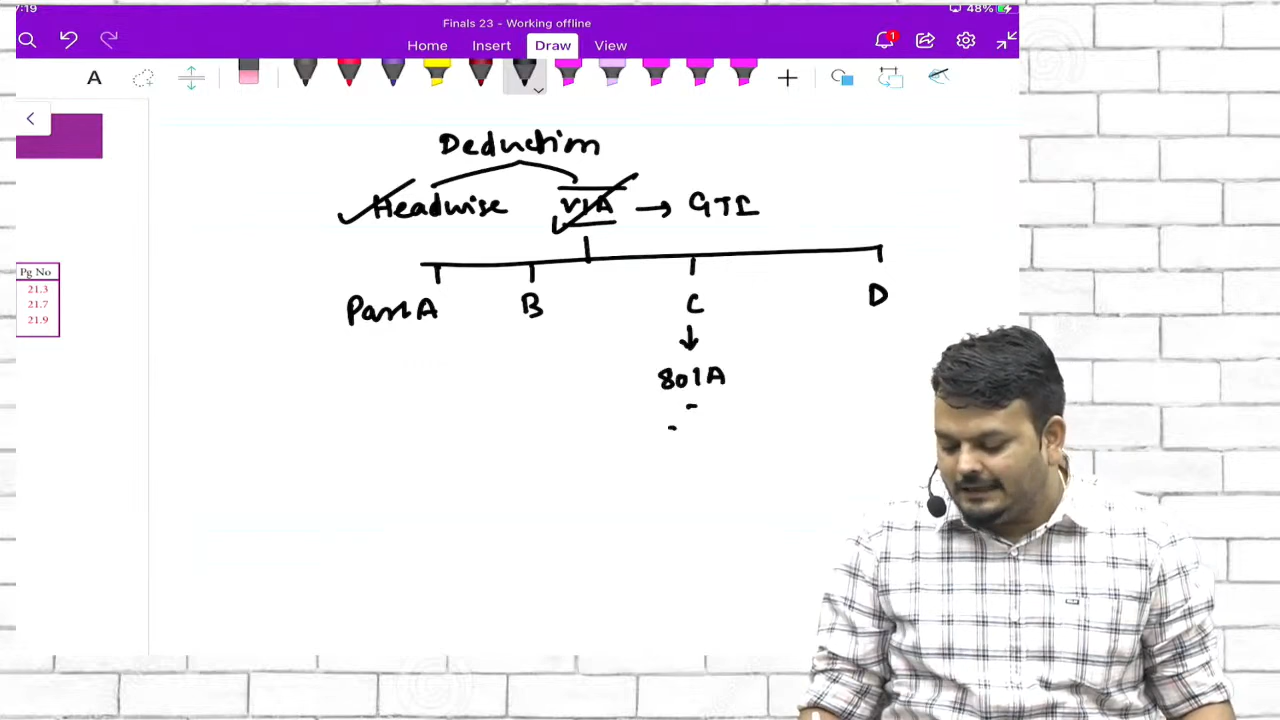 7:19
48%
Finals 23 - Working offline
1
Home Insert Draw View
A
Deduction
Headwise VIA → GTI
Part A B C D
Pg No
21.3
21.7
21.9
80IA